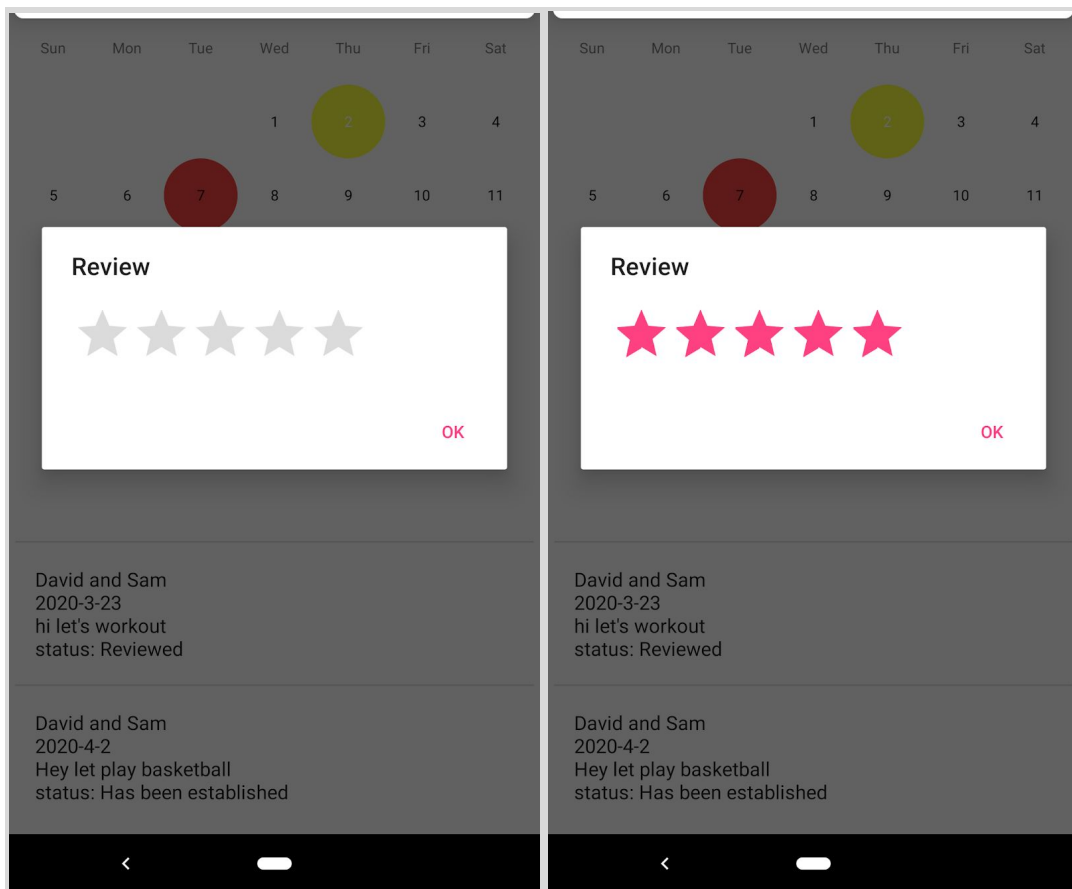 Sun Mon Tue Wed Thu Fri Sat
1 2 3 4
5 6 7 8 9 10 11
Review
OK
David and Sam
2020-3-23
hi let's workout
status: Reviewed
David and Sam
2020-4-2
Hey let play basketball
status: Has been established
Sun Mon Tue Wed Thu Fri Sat
1 2 3 4
5 6 7 8 9 10 11
Review
OK
David and Sam
2020-3-23
hi let's workout
status: Reviewed
David and Sam
2020-4-2
Hey let play basketball
status: Has been established